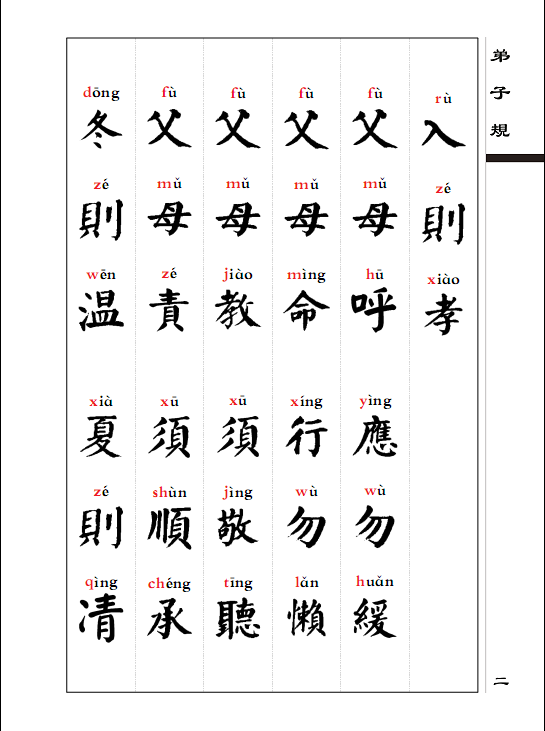 弟子規
rù zé xiào
入則孝
fù mǔ hū yìng wù huǎn
父母呼 應勿緩
fù mǔ mìng xíng wù lǎn
父母命 行勿懶
fù mǔ jiào xū jìng tīng
父母教 須敬聽
fù mǔ zé xū shùn chéng
父母責 須順承
dōng zé wēn xià zé qìng
冬則温 夏則凊
二